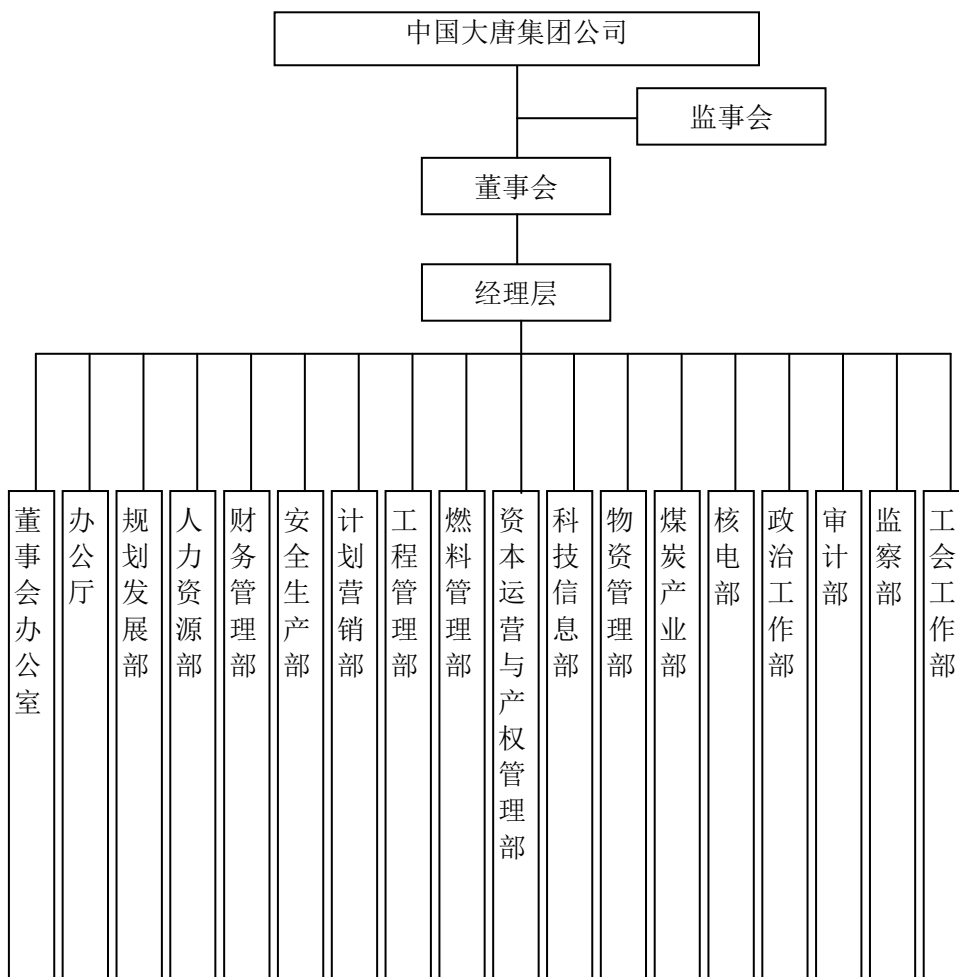 中国大唐集团公司
监事会
董事会
经理层
董事会办公室
办公厅
规划发展部
人力资源部
财务管理部
安全生产部
计划营销部
工程管理部
燃料管理部
资本运营与产权管理部
科技信息部
物资管理部
煤炭产业部
核电部
政治工作部
审计部
监察部
工会工作部